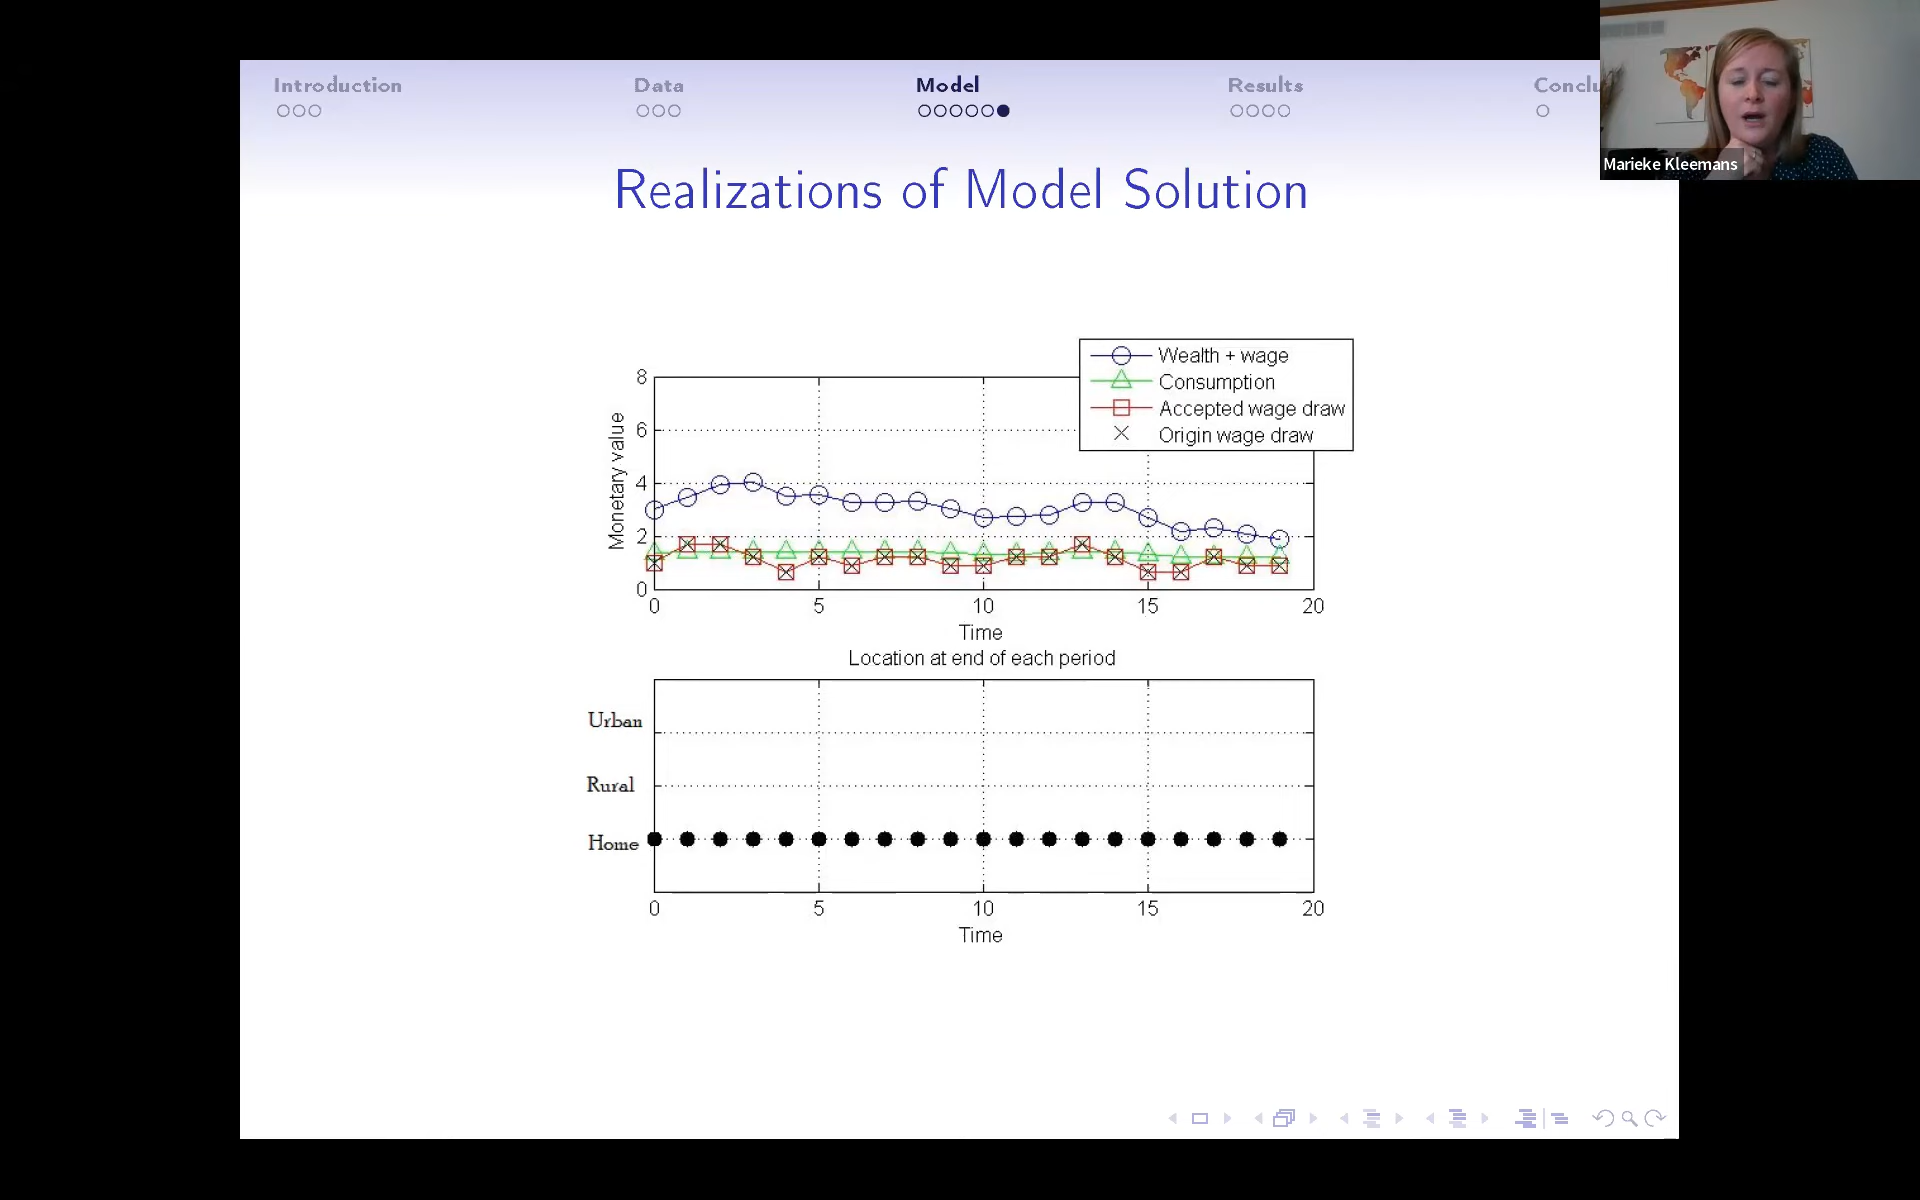 Introduction Data Model Results Conclu
Marieke Kleemans
Realizations of Model Solution
Wealth + wage
Consumption
Accepted wage draw
Origin wage draw
Monetary value
8
6
4
2
0
0 5 10 15 20
Time
Location at end of each period
Urban
Rural
Home
0 5 10 15 20
Time